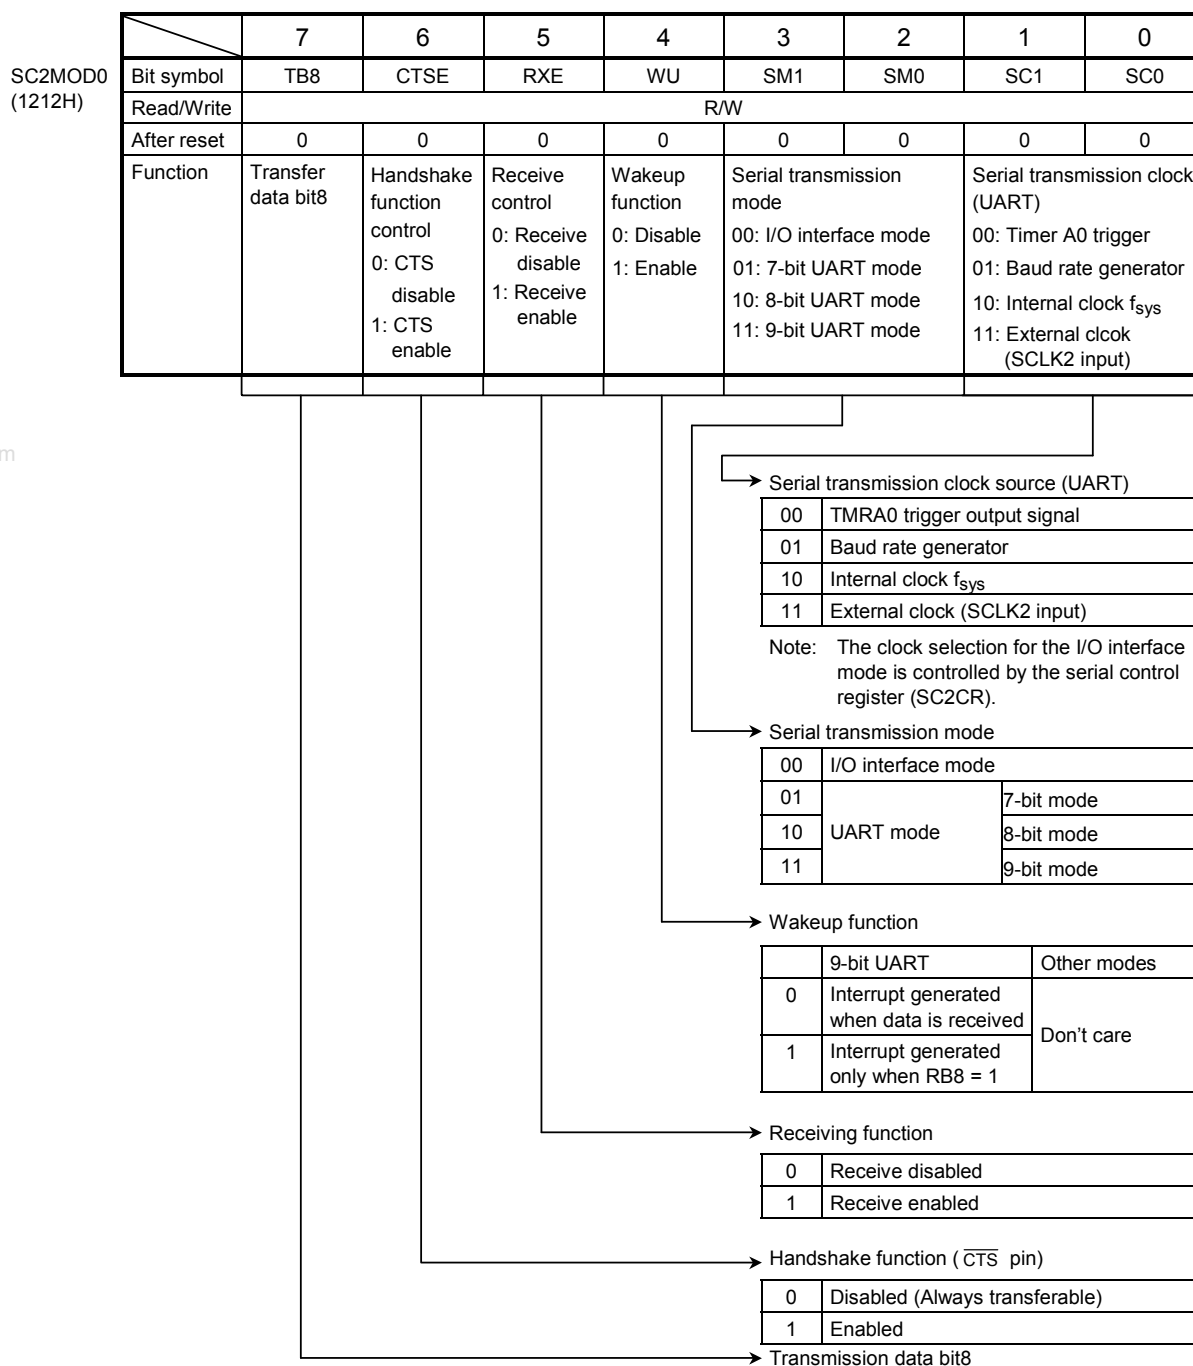 7 6 5 4 3 2 1 0
SC2MOD0 Bit symbol TB8 CTSE RXE WU SM1 SM0 SC1 SC0
(1212H) Read/Write R/W
After reset 0 0 0 0 0 0 0 0
Function
Transfer
data bit8
Handshake
function
control
0: CTS
disable
1: CTS
enable
Receive
control
0: Receive
disable
1: Receive
enable
Wakeup
function
0: Disable
1: Enable
Serial transmission
mode
00: I/O interface mode
01: 7-bit UART mode
10: 8-bit UART mode
11: 9-bit UART mode
Serial transmission clock
(UART)
00: Timer A0 trigger
01: Baud rate generator
10: Internal clock fsys
11: External clcok
(SCLK2 input)
m
Serial transmission clock source (UART)
00 TMRA0 trigger output signal
01 Baud rate generator
10 Internal clock fsys
11 External clock (SCLK2 input)
Note: The clock selection for the I/O interface
mode is controlled by the serial control
register (SC2CR).
Serial transmission mode
00 I/O interface mode
01 7-bit mode
10 UART mode 8-bit mode
11 9-bit mode
Wakeup function
9-bit UART Other modes
0 Interrupt generated
when data is received
Don't care
1 Interrupt generated
only when RB8 = 1
Receiving function
0 Receive disabled
1 Receive enabled
Handshake function ( C̅T̅S̅ pin)
0 Disabled (Always transferable)
1 Enabled
Transmission data bit8